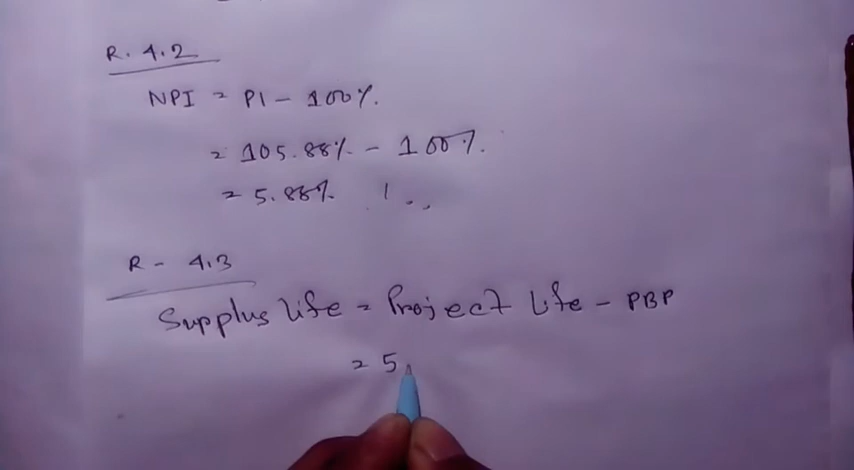 R. 4.2
NPI = PI - 100%.
= 105.88% - 100%.
= 5.88%
R - 4.3
Supplus life = Project Life - PBP
= 5